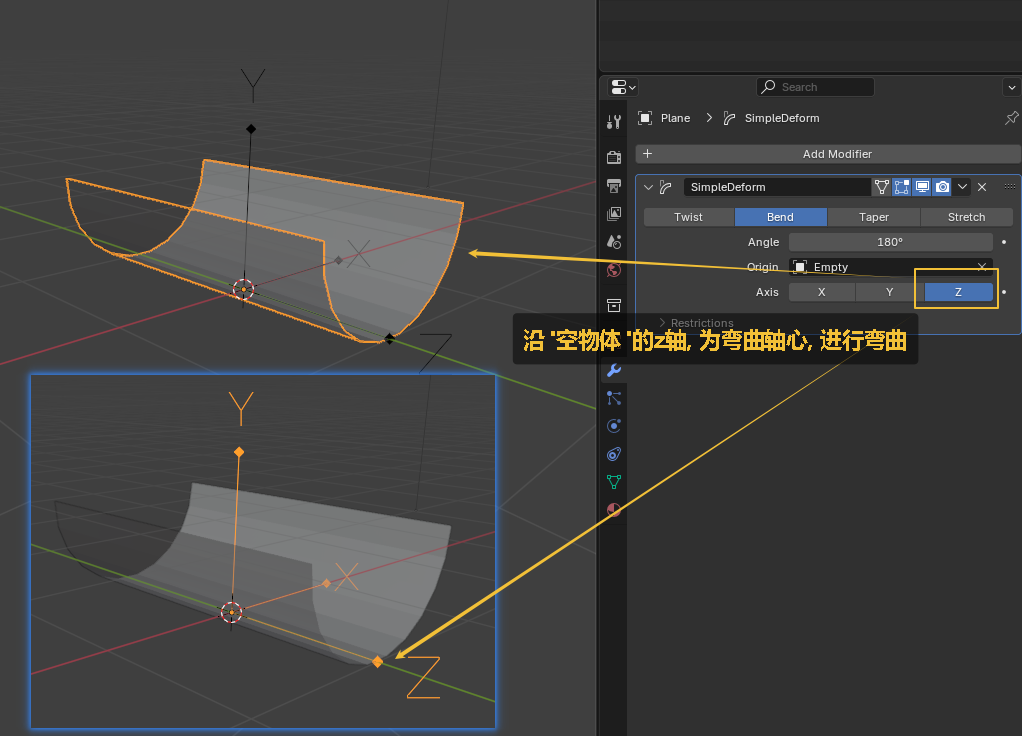 Y
X
Z
Y
X
Z
Search
Plane > SimpleDeform
+ Add Modifier
SimpleDeform
Twist Bend Taper Stretch
Angle 180°
Origin Empty
Axis X Y Z
Restrictions
沿 "空物体 "的z轴, 为弯曲轴心, 进行弯曲